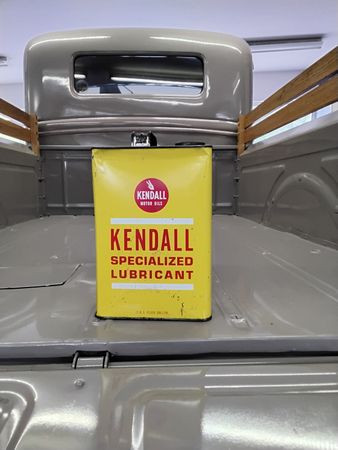 KENDALL
MOTOR OILS
KENDALL
SPECIALIZED
LUBRICANT